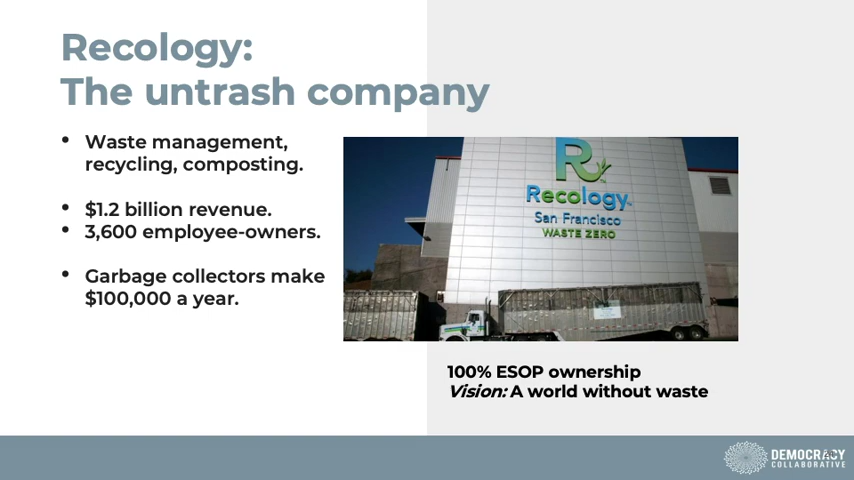 Recology:
The untrash company
• Waste management,
recycling, composting.
• $1.2 billion revenue.
• 3,600 employee-owners.
• Garbage collectors make
$100,000 a year.
Recology
San Francisco
WASTE ZERO
100% ESOP ownership
Vision: A world without waste
DEMOCRACY
COLLABORATIVE